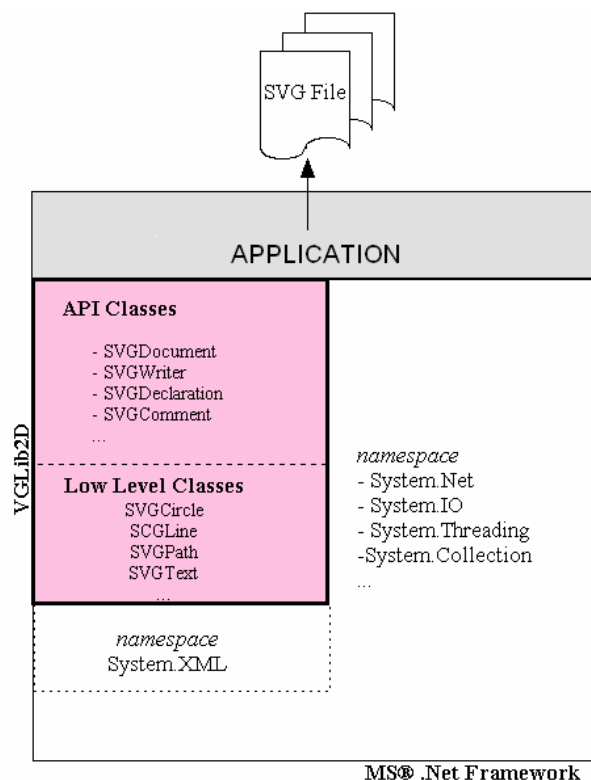 SVG File
APPLICATION
API Classes
- SVGDocument
- SVGWriter
- SVGDeclaration
- SVGComment
...
VGLib2D
Low Level Classes
SVGCircle
SCGLine
SVGPath
SVGText
...
namespace
- System.Net
- System.IO
- System.Threading
-System.Collection
...
namespace
System.XML
MS® .Net Framework